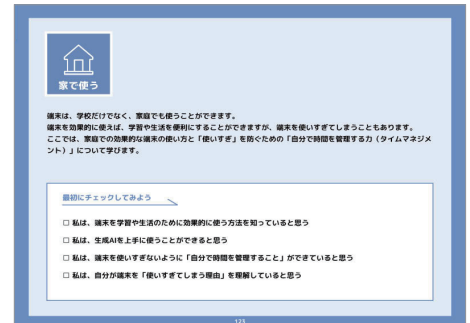 家で使う
端末は、学校だけでなく、家庭でも使うことができます。
端末を効果的に使えば、学習や生活を便利にすることができますが、端末を使いすぎてしまうこともあります。
ここでは、家庭での効果的な端末の使い方と「使いすぎ」を防ぐための「自分で時間を管理する力（タイムマネジメ
ント）」について学びます。
最初にチェックしてみよう
□ 私は、端末を学習や生活のために効果的に使う方法を知っていると思う
□ 私は、生成AIを上手に使うことができると思う
□ 私は、端末を使いすぎないように「自分で時間を管理すること」ができていると思う
□ 私は、自分が端末を「使いすぎてしまう理由」を理解していると思う
123